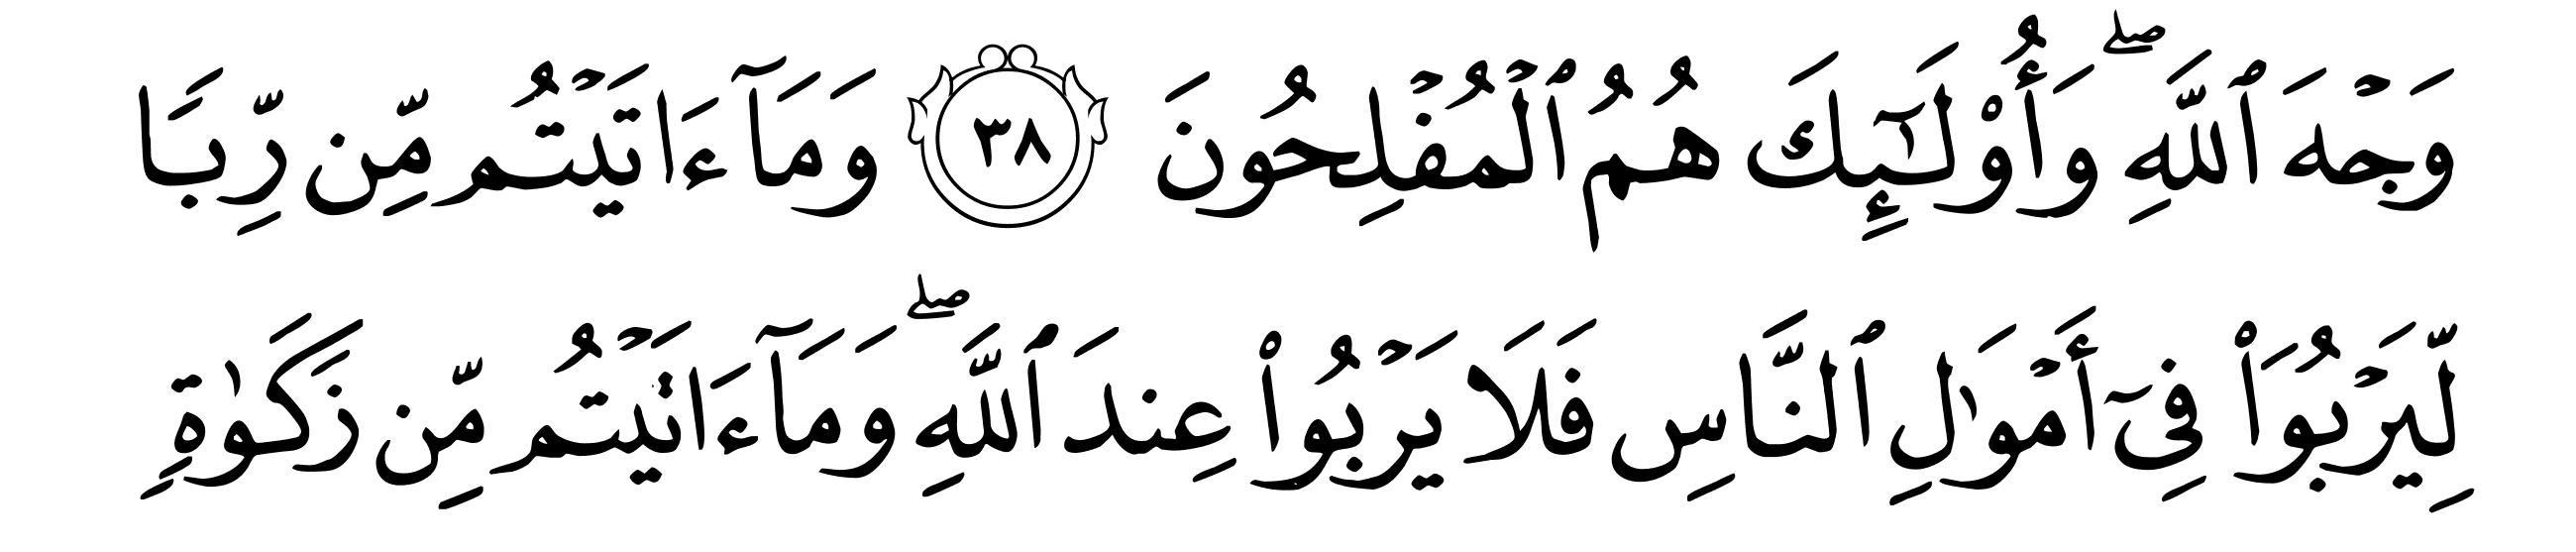 وَجۡهَ ٱللَّهِۖ وَأُوْلَٰٓئِكَ هُمُ ٱلۡمُفۡلِحُونَ ٣٨ وَمَآ ءَاتَيۡتُم مِّن رِّبٗا
لِّيَرۡبُوَاْ فِيٓ أَمۡوَٰلِ ٱلنَّاسِ فَلَا يَرۡبُواْ عِندَ ٱللَّهِۖ وَمَآ ءَاتَيۡتُم مِّن زَكَوٰةٖ